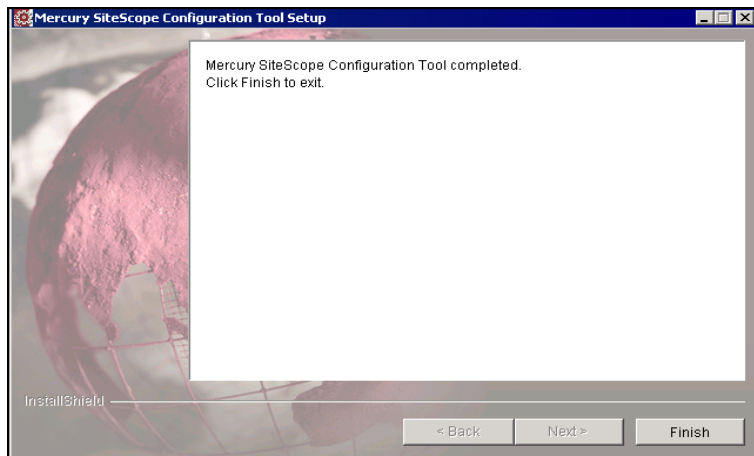 Mercury SiteScope Configuration Tool Setup
Mercury SiteScope Configuration Tool completed.
Click Finish to exit.
InstallShield
< Back
Next >
Finish